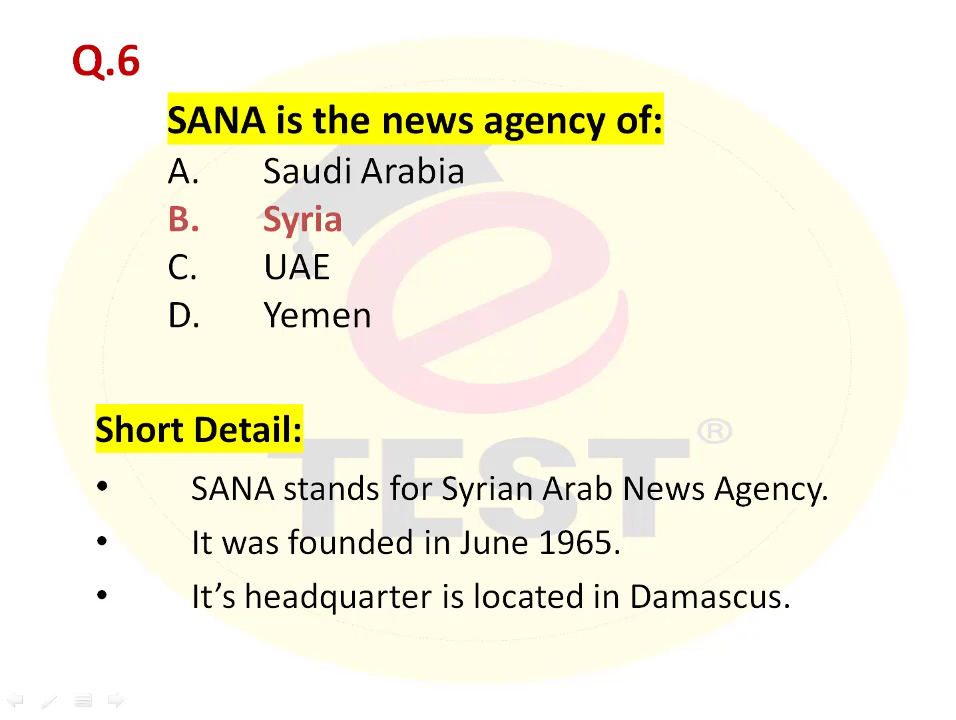 Q.6
SANA is the news agency of:
A. Saudi Arabia
B. Syria
C. UAE
D. Yemen
Short Detail:
e
TEST ®
• SANA stands for Syrian Arab News Agency.
• It was founded in June 1965.
• It’s headquarter is located in Damascus.